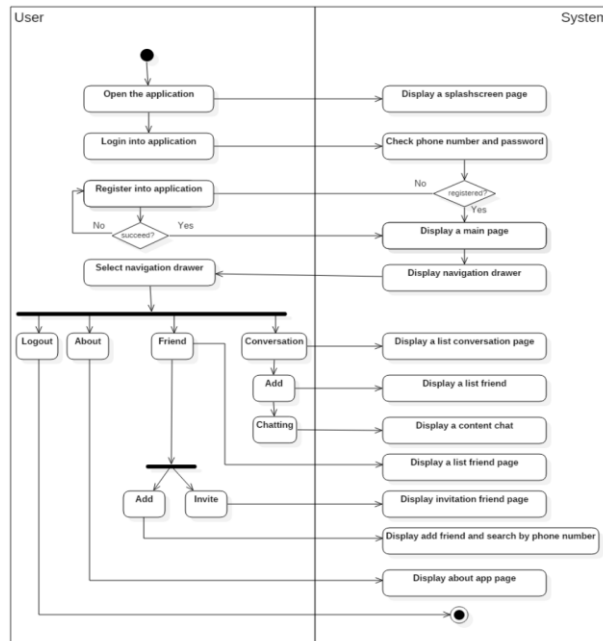 User
System
Open the application
Display a splashscreen page
Login into application
Check phone number and password
Register into application
No
registered?
Yes
No
succeed?
Yes
Display a main page
Select navigation drawer
Display navigation drawer
Logout
About
Friend
Conversation
Display a list conversation page
Add
Display a list friend
Chatting
Display a content chat
Display a list friend page
Add
Invite
Display invitation friend page
Display add friend and search by phone number
Display about app page